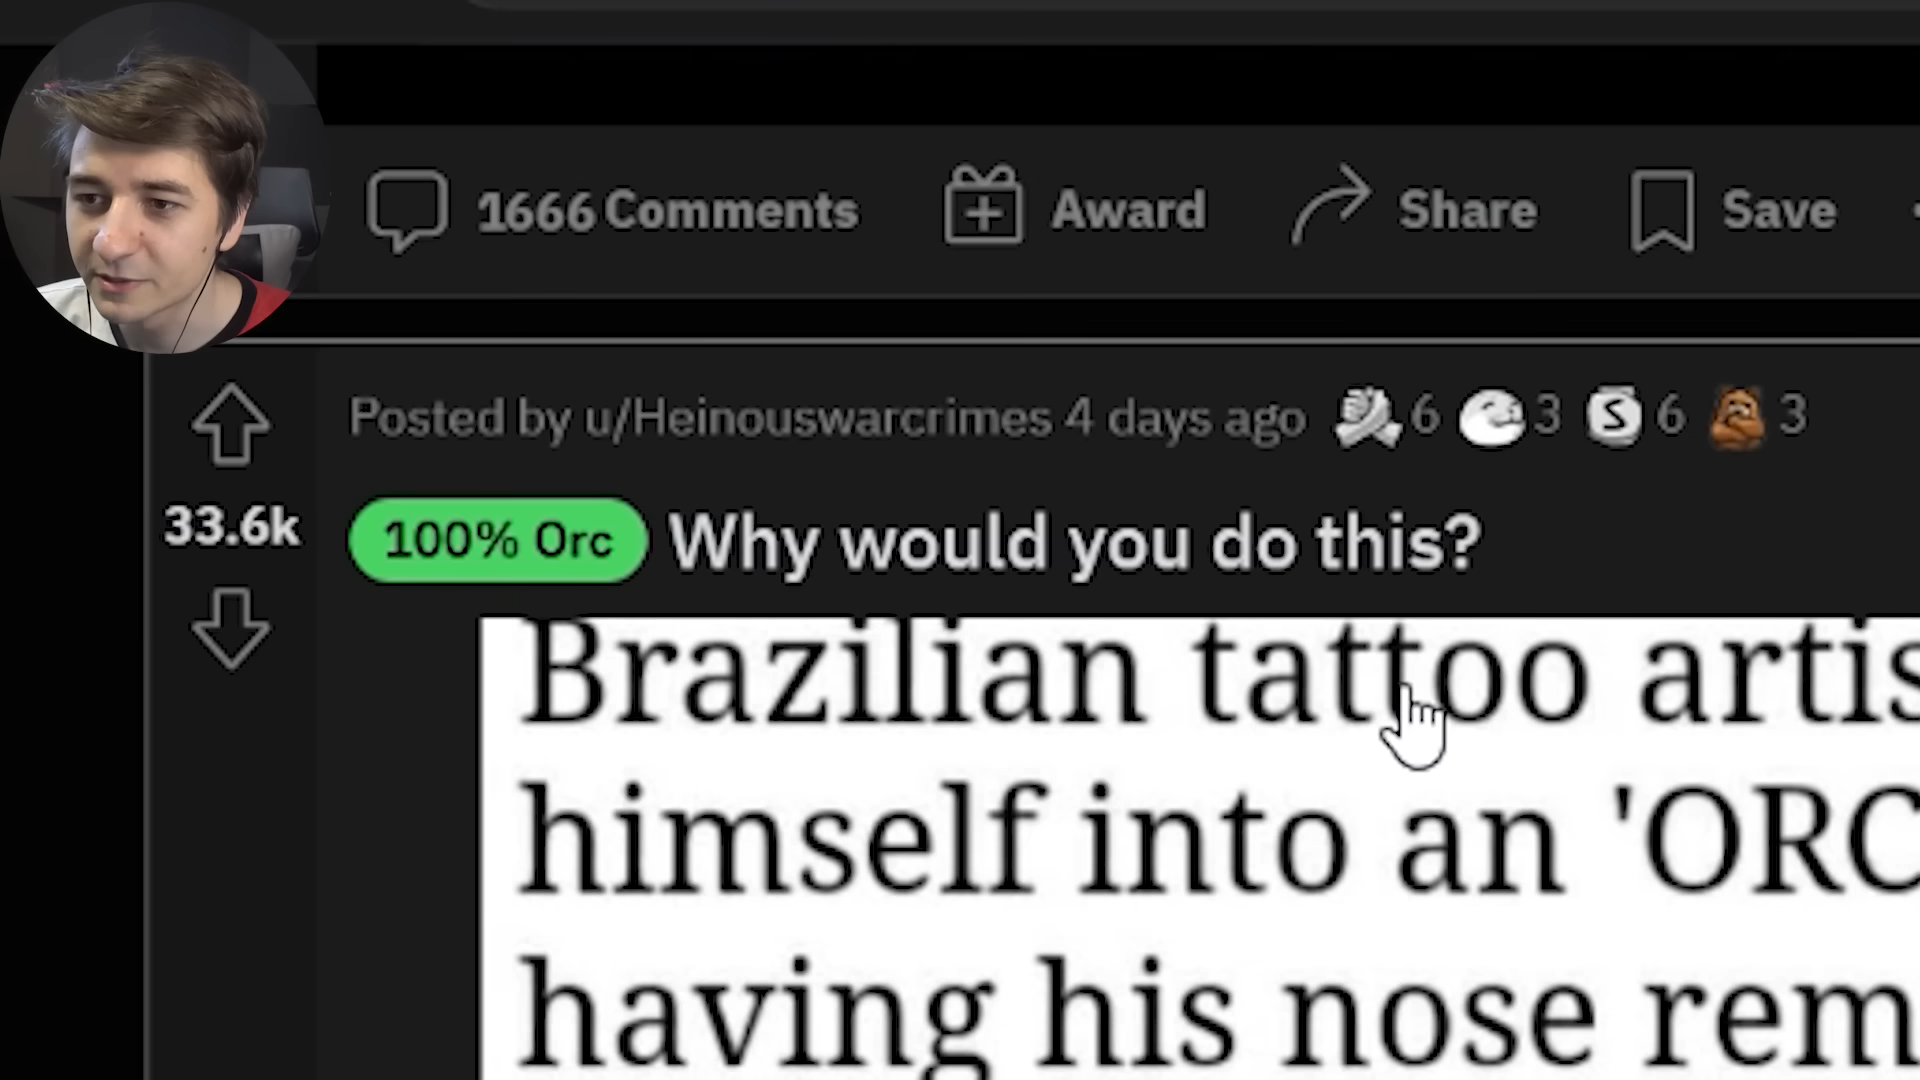 1666 Comments Award Share Save
Posted by u/Heinouswarcrimes 4 days ago 6 3 S 6 3
33.6k
100% Orc Why would you do this?
Brazilian tattoo artis
himself into an 'ORC
having his nose rem